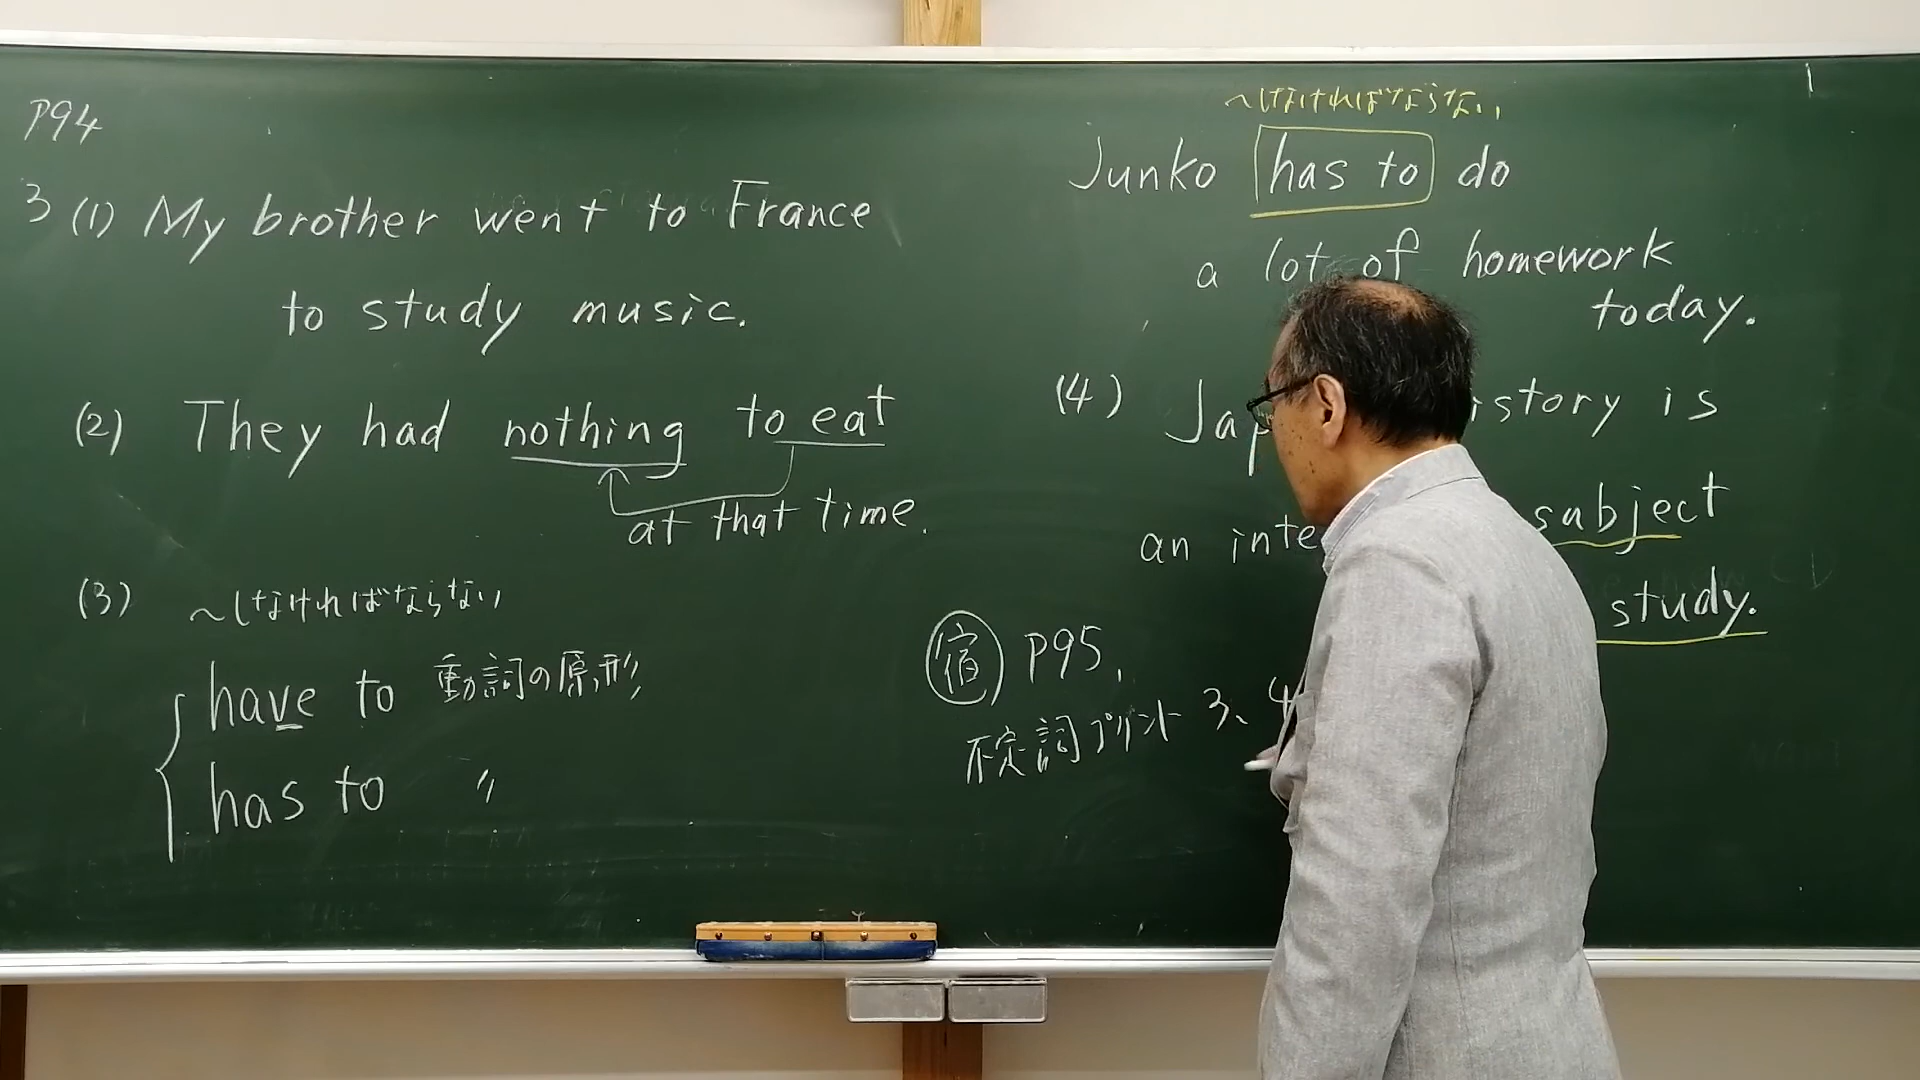 P94
3 (1) My brother went to France
to study music.
(2) They had nothing to eat
at that time.
(3) 〜しなければならない
have to 動詞の原形
has to 〃
〜しなければならない
Junko has to do
a lot of homework
today.
(4) Jap istory is
an inte subject
study.
宿 P95,
不定詞プリント 3、4